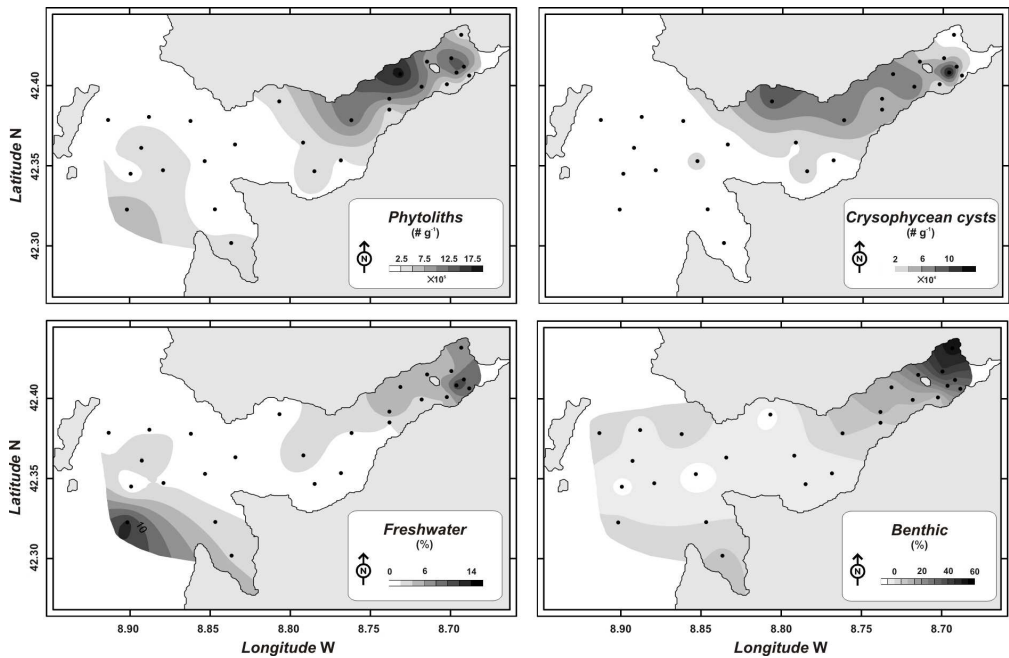 42.40
42.35
42.30
Latitude N
Phytoliths
(# g⁻¹)
N
2.5 7.5 12.5 17.5
Crysophycean cysts
(# g⁻¹)
N
2 6 10
42.40
42.35
42.30
Latitude N
10
Freshwater
(%)
N
0 6 14
Benthic
(%)
N
0 20 40 60
8.90 8.85 8.80 8.75 8.70
8.90 8.85 8.80 8.75 8.70
Longitude W
Longitude W